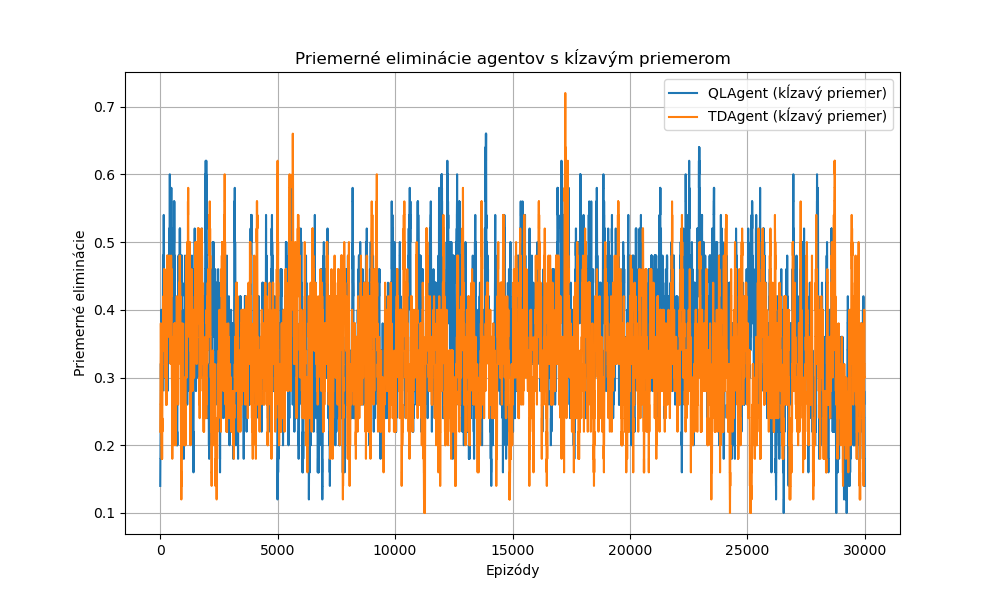 Priemerné eliminácie agentov s kĺzavým priemerom
QLAgent (kĺzavý priemer)
TDAgent (kĺzavý priemer)
Priemerné eliminácie
0.7
0.6
0.5
0.4
0.3
0.2
0.1
0
5000
10000
15000
20000
25000
30000
Epizódy